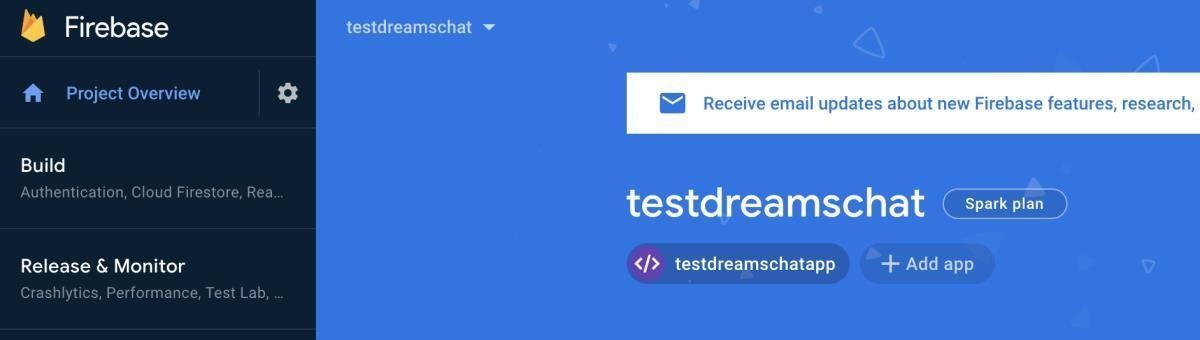 Firebase
testdreamschat
Project Overview
Receive email updates about new Firebase features, research,
Build
Authentication, Cloud Firestore, Rea...
testdreamschat
Spark plan
testdreamschatapp
Add app
Release & Monitor
Crashlytics, Performance, Test Lab, ...